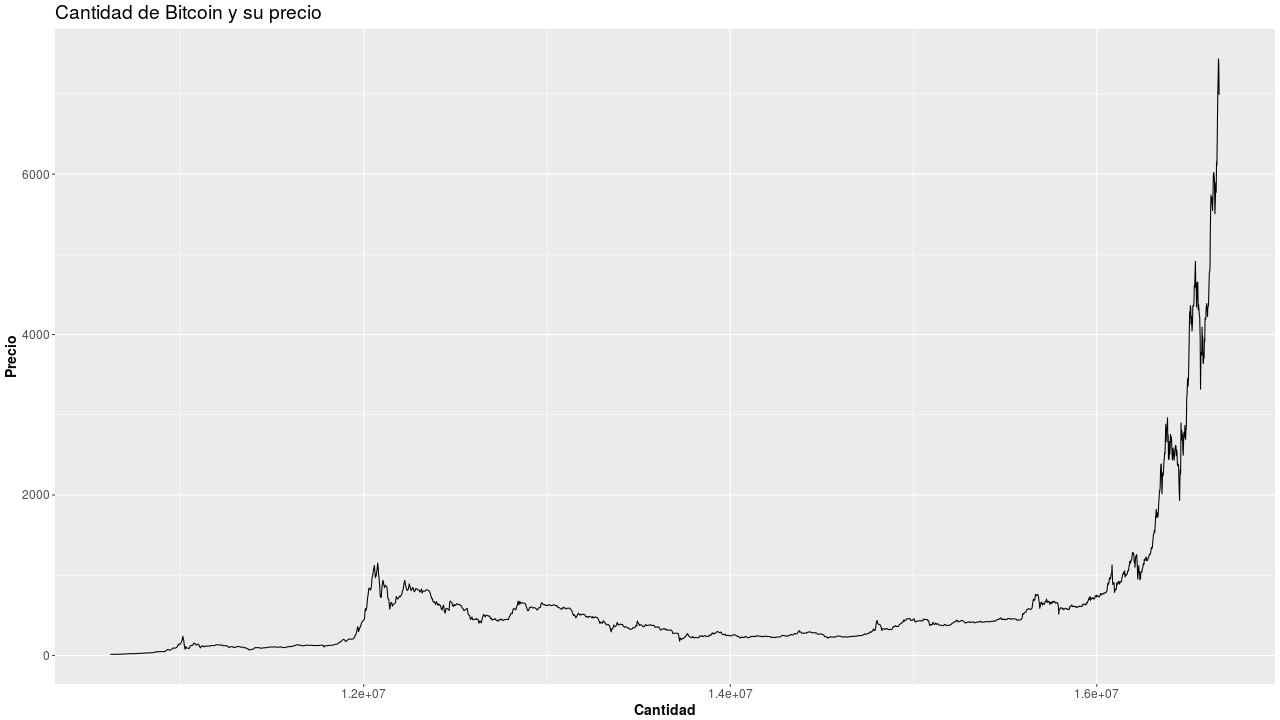 Cantidad de Bitcoin y su precio
Precio
6000
4000
2000
0
1.2e+07 1.4e+07 1.6e+07
Cantidad